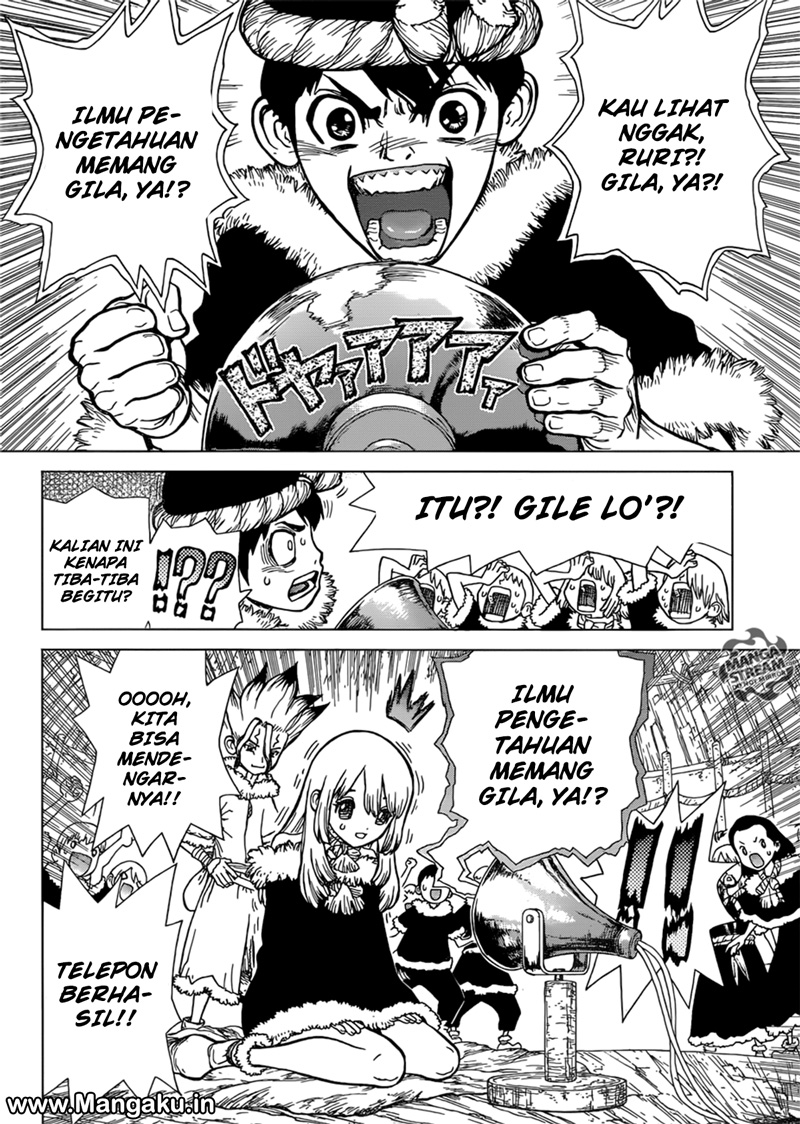 KAU LIHAT
NGGAK,
RURI?!
GILA, YA?!
ILMU PE-
NGETAHUAN
MEMANG
GILA, YA!?
ドヤァアアアァ
ITU?! GILE LO'?!
!??
KALIAN INI
KENAPA
TIBA-TIBA
BEGITU?
MANGA
STREAM
ILMU
PENGE-
TAHUAN
MEMANG
GILA, YA!?
!!
OOOOH,
KITA
BISA
MENDE-
NGAR-
NYA!!
TELEPON
BERHA-
SIL!!
www.Mangaku.in